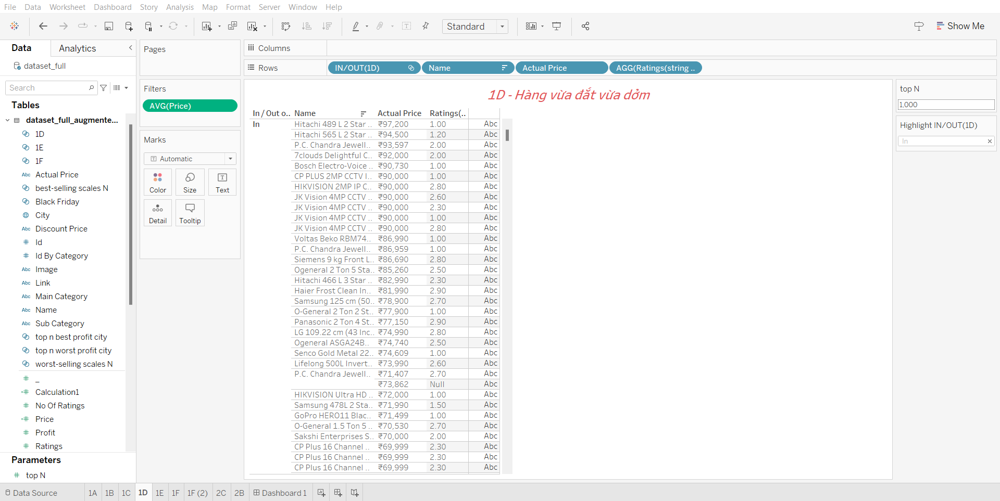 File Data Worksheet Dashboard Story Analysis Map Format Server Window Help
Standard
Show Me
Data
Analytics
dataset_full
Search
Tables
dataset_full_augmente...
1D
1E
1F
Abc Actual Price
best-selling scales N
Black Friday
City
Abc Discount Price
# Id
# Id By Category
Abc Image
Abc Link
Abc Main Category
Abc Name
Abc Sub Category
top n best profit city
top n worst profit city
worst-selling scales N
# _
=# Calculation1
# No Of Ratings
=# Price
# Profit
# Ratings
Parameters
# top N
Pages
Filters
AVG(Price)
Marks
T Automatic
Color
Size
T
Text
Detail
Tooltip
Columns
Rows
IN/OUT(1D)
Name
Actual Price
AGG(Ratings(string ..
1D - Hàng vừa đắt vừa dởm
In / Out o.. Name Actual Price Ratings(..
In Hitachi 489 L 2 Star .. ₹97,200 1.00 Abc
Hitachi 565 L 2 Star .. ₹94,500 1.20 Abc
P.C. Chandra Jewell.. ₹93,597 2.00 Abc
7clouds Delightful C.. ₹92,000 2.00 Abc
Bosch Electro-Voice .. ₹90,730 1.00 Abc
CP PLUS 2MP CCTV I.. ₹90,000 1.00 Abc
HIKVISION 2MP IP C.. ₹90,000 2.80 Abc
JK Vision 4MP CCTV .. ₹90,000 2.60 Abc
JK Vision 4MP CCTV .. ₹90,000 2.30 Abc
JK Vision 4MP CCTV .. ₹90,000 1.00 Abc
JK Vision 4MP CCTV .. ₹90,000 2.80 Abc
Voltas Beko RBM74.. ₹86,990 1.00 Abc
P.C. Chandra Jewell.. ₹86,959 1.00 Abc
Siemens 9 kg Front L.. ₹86,690 2.80 Abc
Ogeneral 2 Ton 5 Sta.. ₹85,260 2.50 Abc
Hitachi 466 L 3 Star .. ₹82,990 2.30 Abc
Haier Frost Clean In.. ₹81,990 2.90 Abc
Samsung 125 cm (50.. ₹78,900 2.70 Abc
O-General 2 Ton 2 St.. ₹77,900 1.00 Abc
Panasonic 2 Ton 4 St.. ₹77,150 2.90 Abc
LG 109.22 cm (43 Inc.. ₹74,990 2.80 Abc
Ogeneral ASGA24B.. ₹74,740 2.50 Abc
Senco Gold Metal 22.. ₹74,609 1.00 Abc
Lifelong 500L Invert.. ₹73,990 2.60 Abc
P.C. Chandra Jewell.. ₹71,407 2.70 Abc
₹73,862 Null Abc
HIKVISION Ultra HD .. ₹72,000 1.00 Abc
Samsung 478L 2 Sta.. ₹71,990 1.50 Abc
GoPro HERO11 Blac.. ₹71,499 1.00 Abc
O-General 1.5 Ton 5 .. ₹70,530 2.70 Abc
Sakshi Enterprises S.. ₹70,000 2.00 Abc
CP Plus 16 Channel .. ₹69,999 2.30 Abc
CP Plus 16 Channel .. ₹69,999 2.30 Abc
CP Plus 16 Channel .. ₹69,999 2.30 Abc
top N
1,000
Highlight IN/OUT(1D)
In
Data Source 1A 1B 1C 1D 1E 1F 1F (2) 2C 2B Dashboard 1